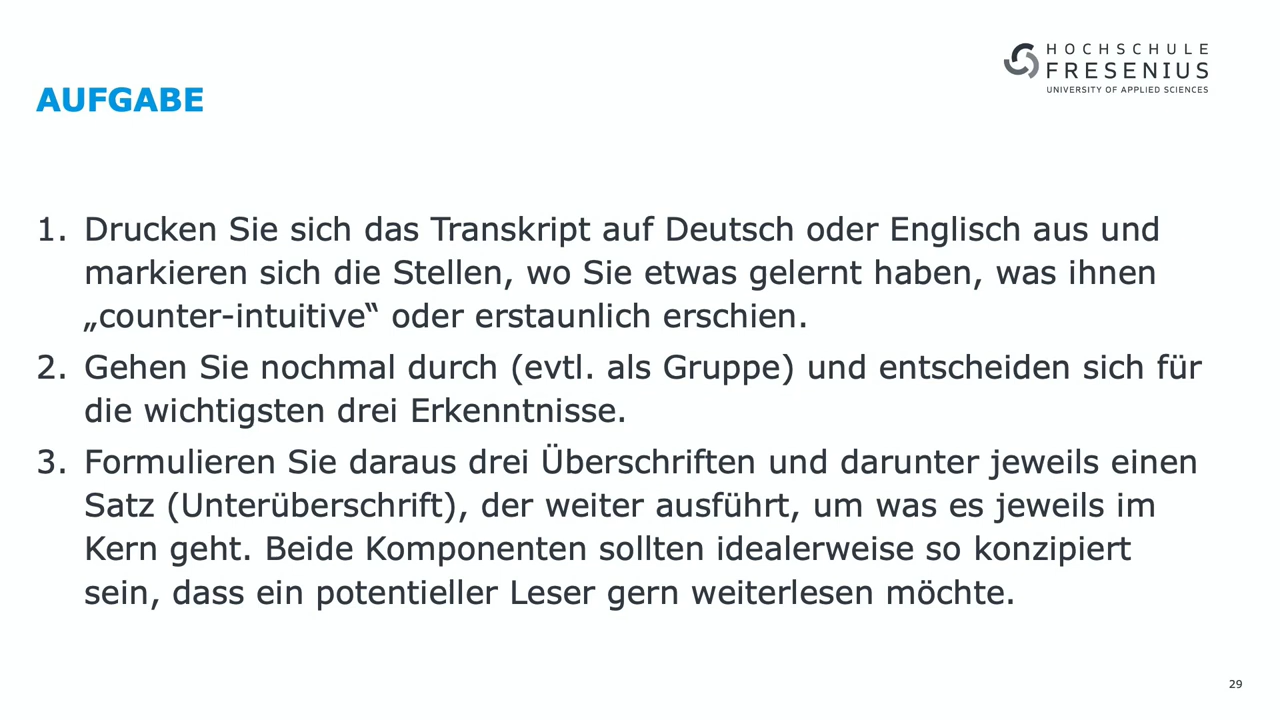 HOCHSCHULE
FRESENIUS
UNIVERSITY OF APPLIED SCIENCES
AUFGABE
1. Drucken Sie sich das Transkript auf Deutsch oder Englisch aus und
markieren sich die Stellen, wo Sie etwas gelernt haben, was ihnen
„counter-intuitive‟ oder erstaunlich erschien.
2. Gehen Sie nochmal durch (evtl. als Gruppe) und entscheiden sich für
die wichtigsten drei Erkenntnisse.
3. Formulieren Sie daraus drei Überschriften und darunter jeweils einen
Satz (Unterüberschrift), der weiter ausführt, um was es jeweils im
Kern geht. Beide Komponenten sollten idealerweise so konzipiert
sein, dass ein potentieller Leser gern weiterlesen möchte.
29